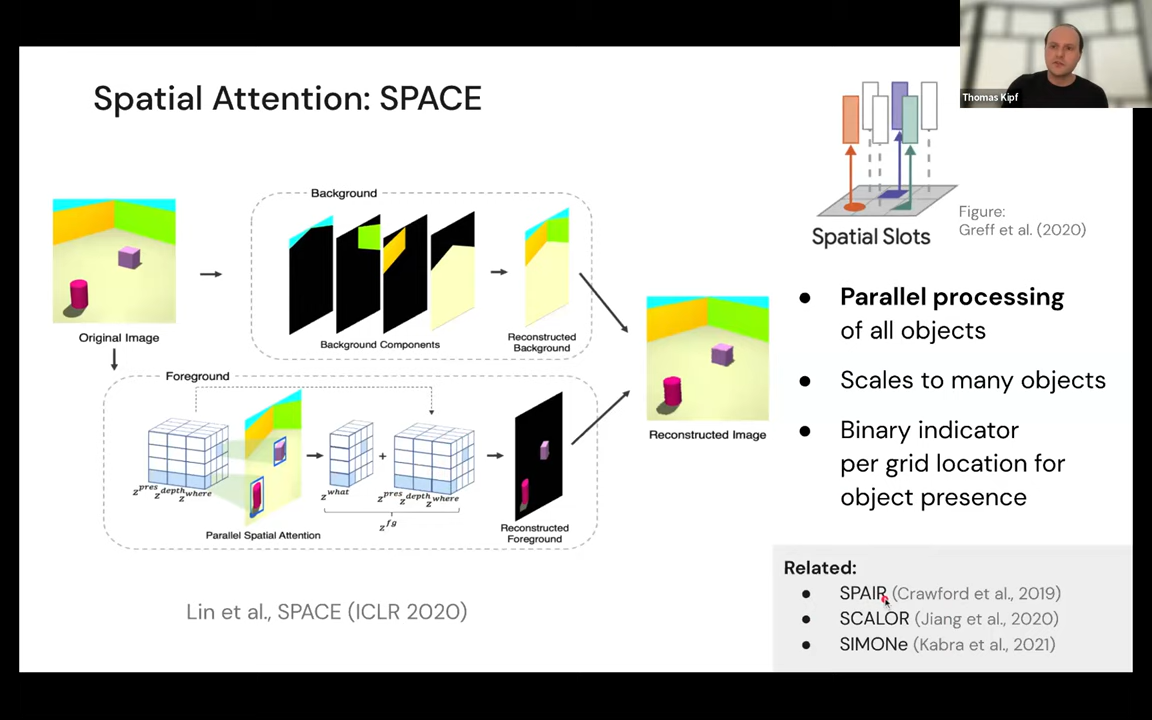 Spatial Attention: SPACE
Thomas Kipf
Background
Original Image
Background Components
Reconstructed
Background
Foreground
z^pres z^depth z^where
Parallel Spatial Attention
z^what
+
z^pres z^depth z^where
z^fg
Reconstructed
Foreground
Reconstructed Image
Lin et al., SPACE (ICLR 2020)
Spatial Slots
Figure:
Greff et al. (2020)
• Parallel processing
of all objects
• Scales to many objects
• Binary indicator
per grid location for
object presence
Related:
• SPAIR (Crawford et al., 2019)
• SCALOR (Jiang et al., 2020)
• SIMONe (Kabra et al., 2021)